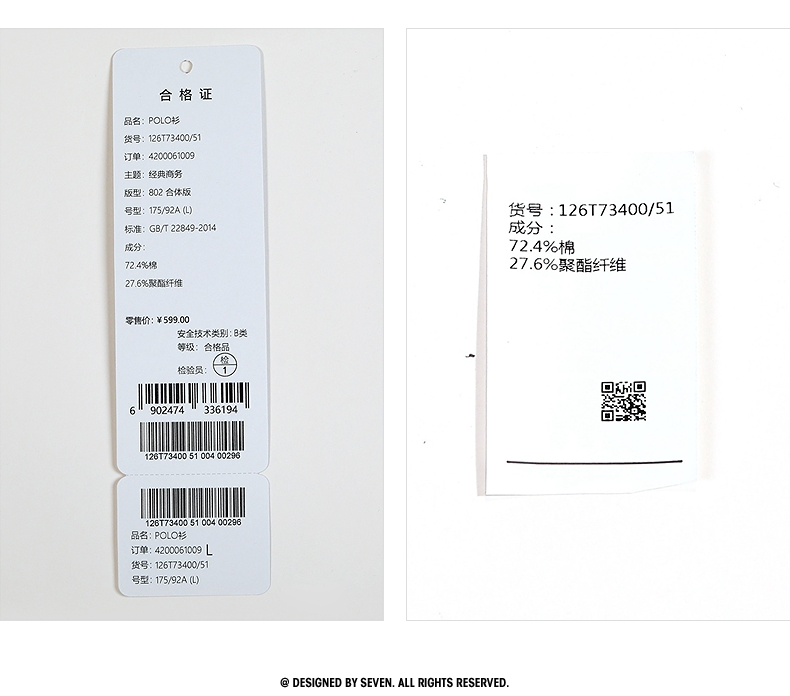 合格证
品名: POLO衫
货号: 126T73400/51
订单: 4200061009
主题: 经典商务
版型: 802 合体版
号型: 175/92A (L)
标准: GB/T 22849-2014
成分:
72.4%棉
27.6%聚酯纤维
零售价: ¥599.00
安全技术类别: B类
等级: 合格品
检验员: 检 1
6 902474 336194
126T73400 51 004 00296
126T73400 51 004 00296
品名: POLO衫
订单: 4200061009 L
货号: 126T73400/51
号型: 175/92A (L)
货号：126T73400/51
成分：
72.4%棉
27.6%聚酯纤维
@ DESIGNED BY SEVEN. ALL RIGHTS RESERVED.